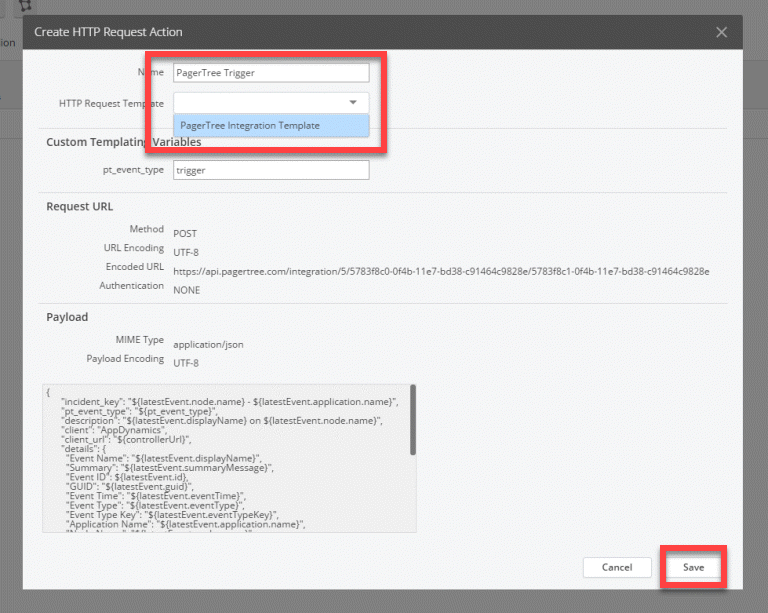 ion
Create HTTP Request Action
Name PagerTree Trigger
HTTP Request Template
PagerTree Integration Template
Custom Templating Variables
pt_event_type trigger
Request URL
Method POST
URL Encoding UTF-8
Encoded URL https://api.pagertree.com/integration/5/5783f8c0-0f4b-11e7-bd38-c91464c9828e/5783f8c1-0f4b-11e7-bd38-c91464c9828e
Authentication NONE
Payload
MIME Type application/json
Payload Encoding UTF-8
{
"incident_key": "${latestEvent.node.name} - ${latestEvent.application.name}",
"pt_event_type": "${pt_event_type}",
"description": "${latestEvent.displayName} on ${latestEvent.node.name}",
"client": "AppDynamics",
"client_url": "${controllerUrl}",
"details": {
"Event Name": "${latestEvent.displayName}",
"Summary": "${latestEvent.summaryMessage}",
"Event ID": ${latestEvent.id},
"GUID": "${latestEvent.guid}",
"Event Time": "${latestEvent.eventTime}",
"Event Type": "${latestEvent.eventType}",
"Event Type Key": "${latestEvent.eventTypeKey}",
"Application Name": "${latestEvent.application.name}",
Cancel Save